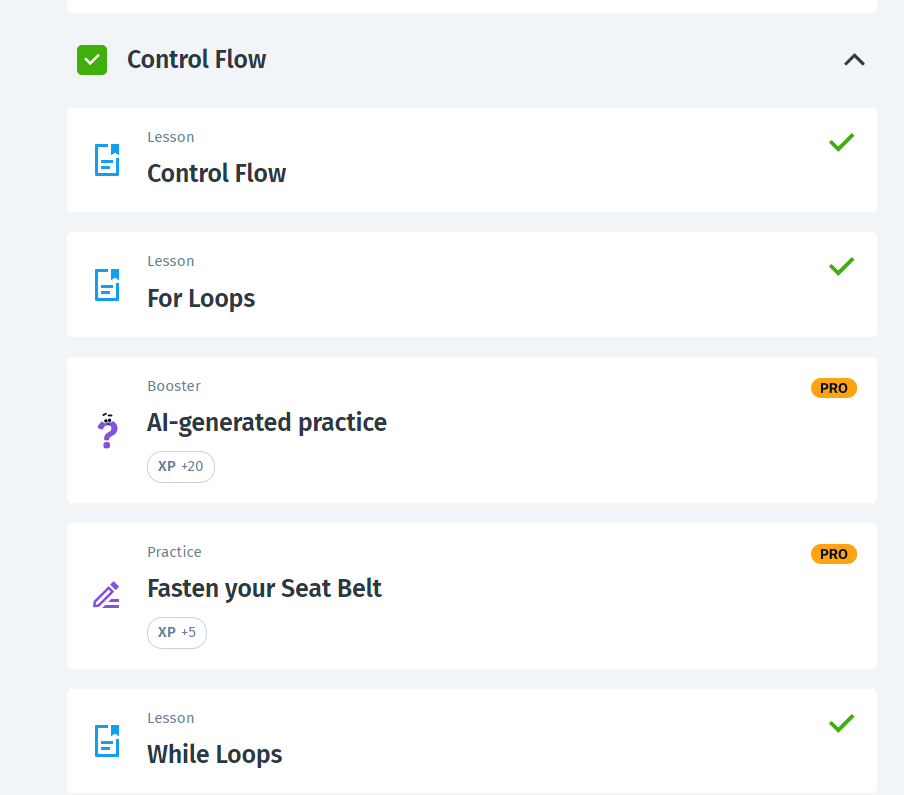 Control Flow
Lesson
Control Flow
Lesson
For Loops
Booster
PRO
AI-generated practice
XP +20
Practice
PRO
Fasten your Seat Belt
XP +5
Lesson
While Loops